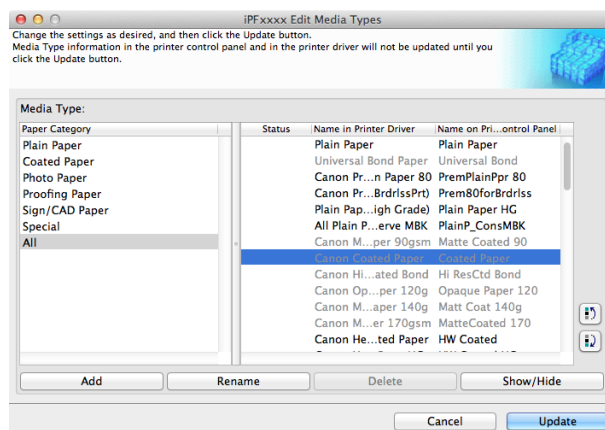 iPFxxxx Edit Media Types
Change the settings as desired, and then click the Update button.
Media Type information in the printer control panel and in the printer driver will not be updated until you
click the Update button.
Media Type:
Paper Category
Plain Paper
Coated Paper
Photo Paper
Proofing Paper
Sign/CAD Paper
Special
All
Status Name in Printer Driver Name on Pri...ontrol Panel
Plain Paper Plain Paper
Universal Bond Paper Universal Bond
Canon Pr...n Paper 80 PremPlainPpr 80
Canon Pr...BrdrlssPrt) Prem80forBrdrlss
Plain Pap...igh Grade) Plain Paper HG
All Plain P...erve MBK PlainP_ConsMBK
Canon M...per 90gsm Matte Coated 90
Canon Coated Paper Coated Paper
Canon Hi...ated Bond Hi ResCtd Bond
Canon Op...per 120g Opaque Paper 120
Canon M...aper 140g Matt Coat 140g
Canon M...er 170gsm MatteCoated 170
Canon He...ted Paper HW Coated
Add Rename Delete Show/Hide
Cancel Update